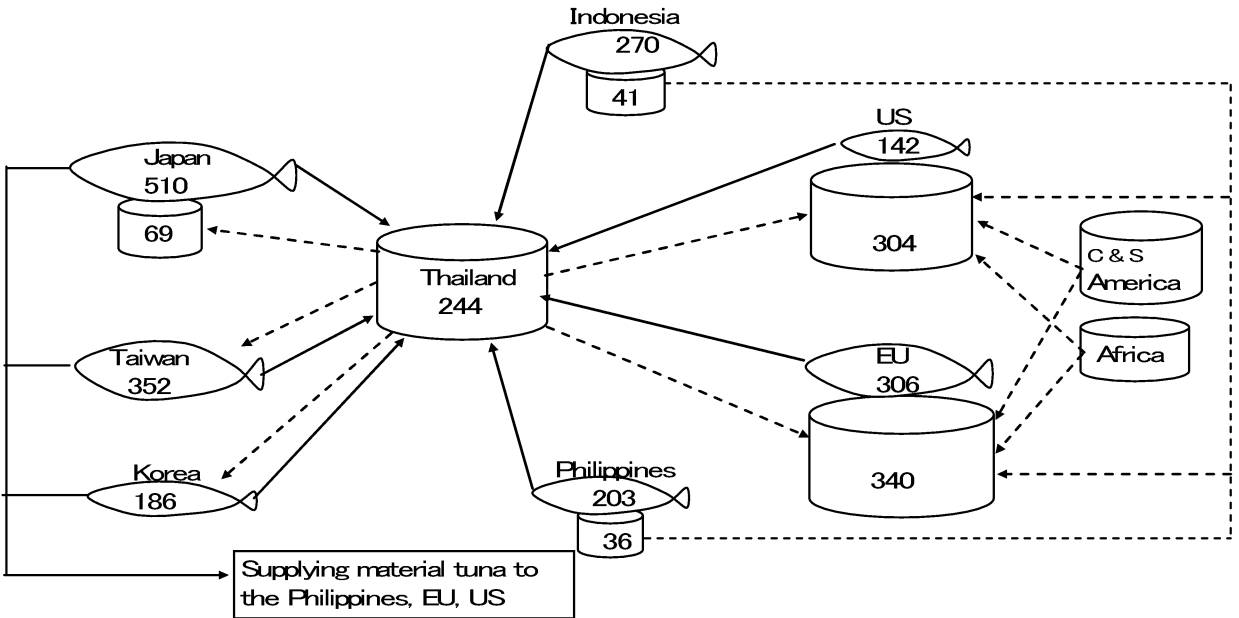 Indonesia
270
41
US
142
304
Japan
510
69
Thailand
244
C & S
America
Africa
Taiwan
352
EU
306
340
Korea
186
Philippines
203
36
Supplying material tuna to
the Philippines, EU, US